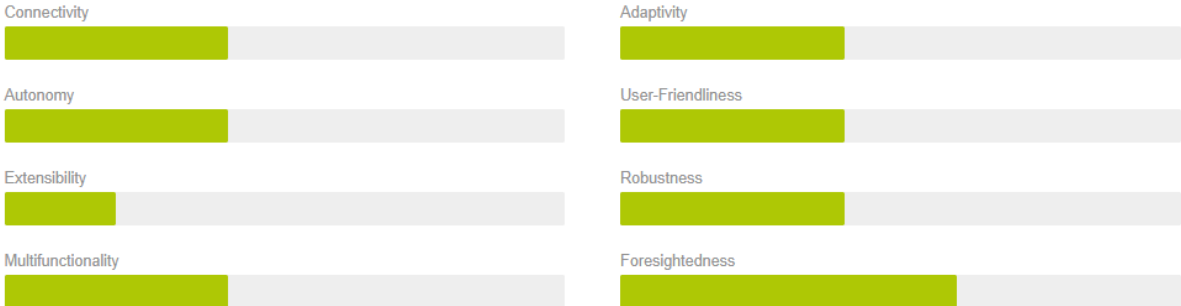 Connectivity
Adaptivity
Autonomy
User-Friendliness
Extensibility
Robustness
Multifunctionality
Foresightedness